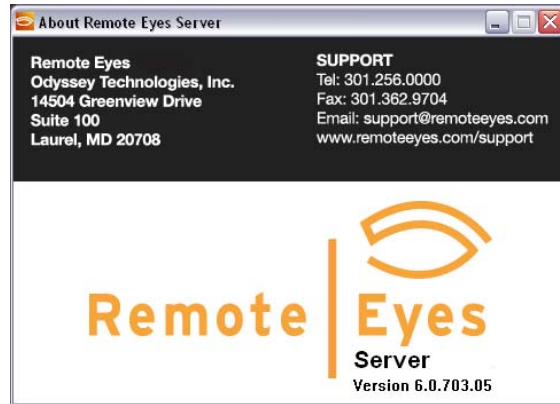 About Remote Eyes Server
Remote Eyes
Odyssey Technologies, Inc.
14504 Greenview Drive
Suite 100
Laurel, MD 20708
SUPPORT
Tel: 301.256.0000
Fax: 301.362.9704
Email: support@remoteeyes.com
www.remoteeyes.com/support
Remote Eyes
Server
Version 6.0.703.05